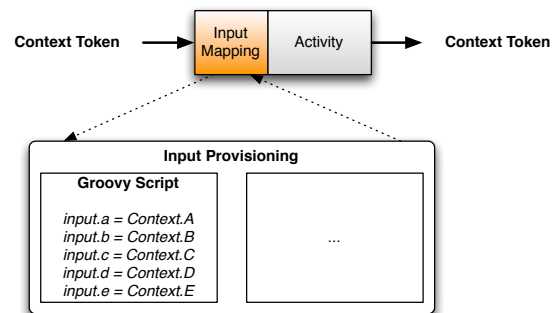 Context Token
Input
Mapping
Activity
Context Token
Input Provisioning
Groovy Script
input.a = Context.A
input.b = Context.B
input.c = Context.C
input.d = Context.D
input.e = Context.E
...